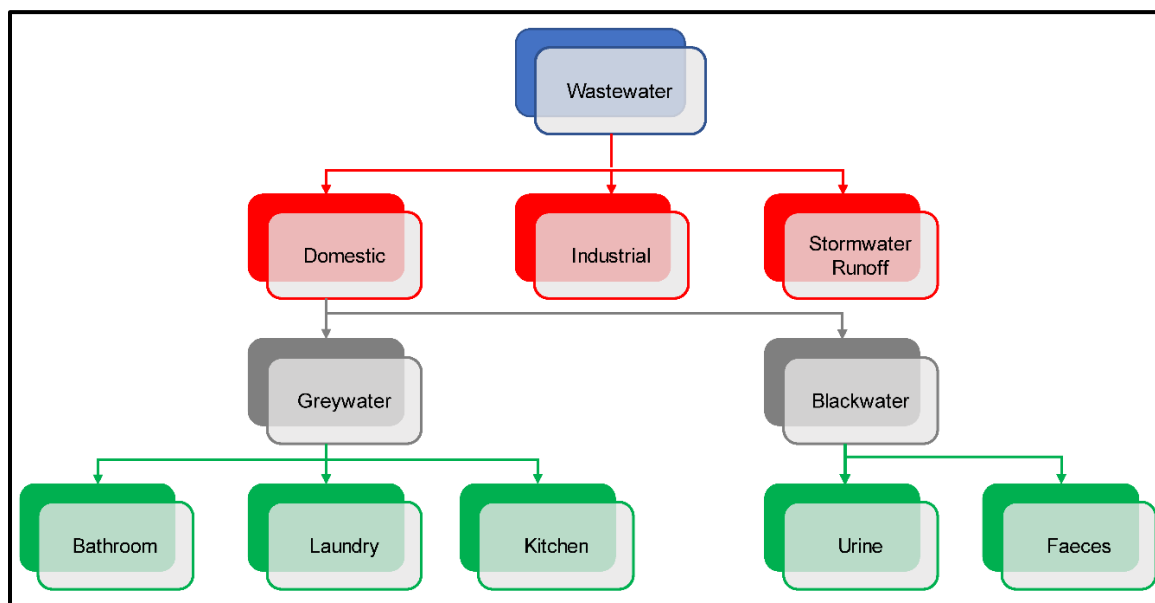 Wastewater
Domestic
Industrial
Stormwater
Runoff
Greywater
Blackwater
Bathroom
Laundry
Kitchen
Urine
Faeces